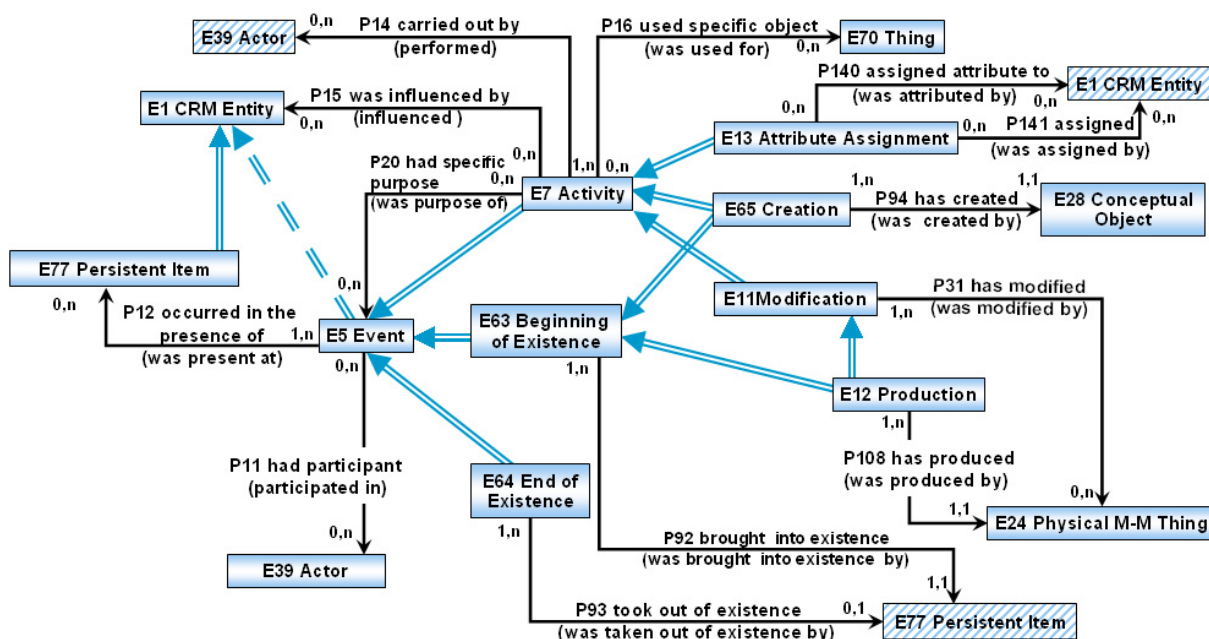 0,n
P14 carried out by
(performed)
E39 Actor
P16 used specific object
(was used for)
0,n
E70 Thing
P140 assigned attribute to
(was attributed by)
0,n
0,n
E1 CRM Entity
E1 CRM Entity
0,n
P15 was influenced by
(influenced )
0,n
E13 Attribute Assignment
0,n
P141 assigned
(was assigned by)
0,n
P20 had specific
purpose
(was purpose of)
0,n
1,n
0,n
E7 Activity
E65 Creation
1,n
P94 has created
(was created by)
1,1
E28 Conceptual
Object
E77 Persistent Item
0,n
P12 occurred in the
presence of
(was present at)
1,n
0,n
E5 Event
0,n
E63 Beginning
of Existence
1,n
E11Modification
1,n
P31 has modified
(was modified by)
0,n
E12 Production
1,n
P108 has produced
(was produced by)
1,1
E24 Physical M-M Thing
P11 had participant
(participated in)
0,n
E39 Actor
E64 End of
Existence
1,n
P92 brought into existence
(was brought into existence by)
1,1
P93 took out of existence
(was taken out of existence by)
0,1
E77 Persistent Item